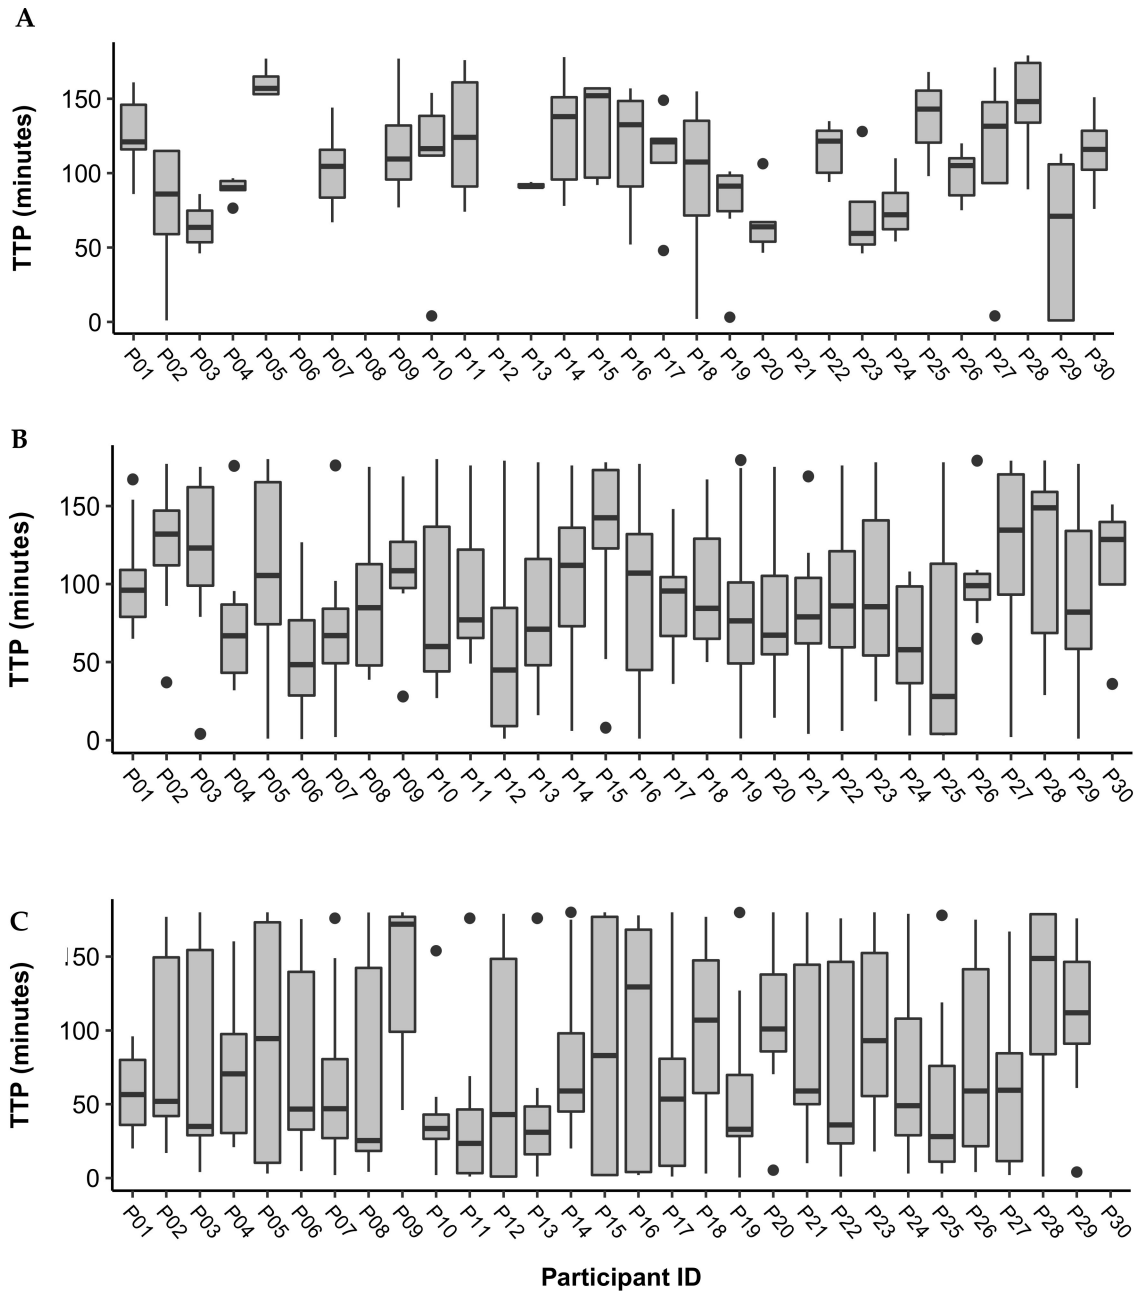 A
TTP (minutes)
150
100
50
0
P01 P02 P03 P04 P05 P06 P07 P08 P09 P10 P11 P12 P13 P14 P15 P16 P17 P18 P19 P20 P21 P22 P23 P24 P25 P26 P27 P28 P29 P30
B
TTP (minutes)
150
100
50
0
P01 P02 P03 P04 P05 P06 P07 P08 P09 P10 P11 P12 P13 P14 P15 P16 P17 P18 P19 P20 P21 P22 P23 P24 P25 P26 P27 P28 P29 P30
C
TTP (minutes)
150
100
50
0
P01 P02 P03 P04 P05 P06 P07 P08 P09 P10 P11 P12 P13 P14 P15 P16 P17 P18 P19 P20 P21 P22 P23 P24 P25 P26 P27 P28 P29 P30
Participant ID